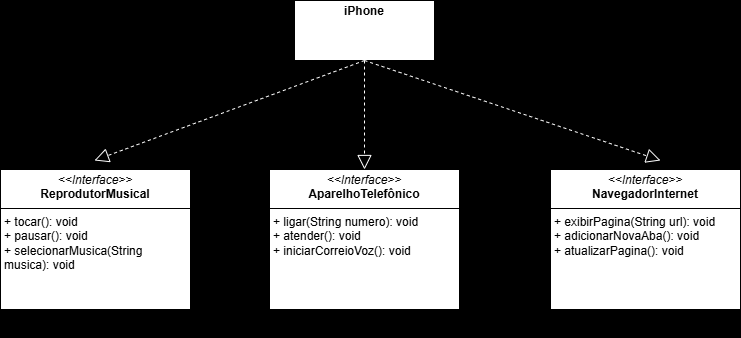 iPhone
<<Interface>>
ReprodutorMusical
+ tocar(): void
+ pausar(): void
+ selecionarMusica(String
musica): void
<<Interface>>
AparelhoTelefônico
+ ligar(String numero): void
+ atender(): void
+ iniciarCorreioVoz(): void
<<Interface>>
NavegadorInternet
+ exibirPagina(String url): void
+ adicionarNovaAba(): void
+ atualizarPagina(): void